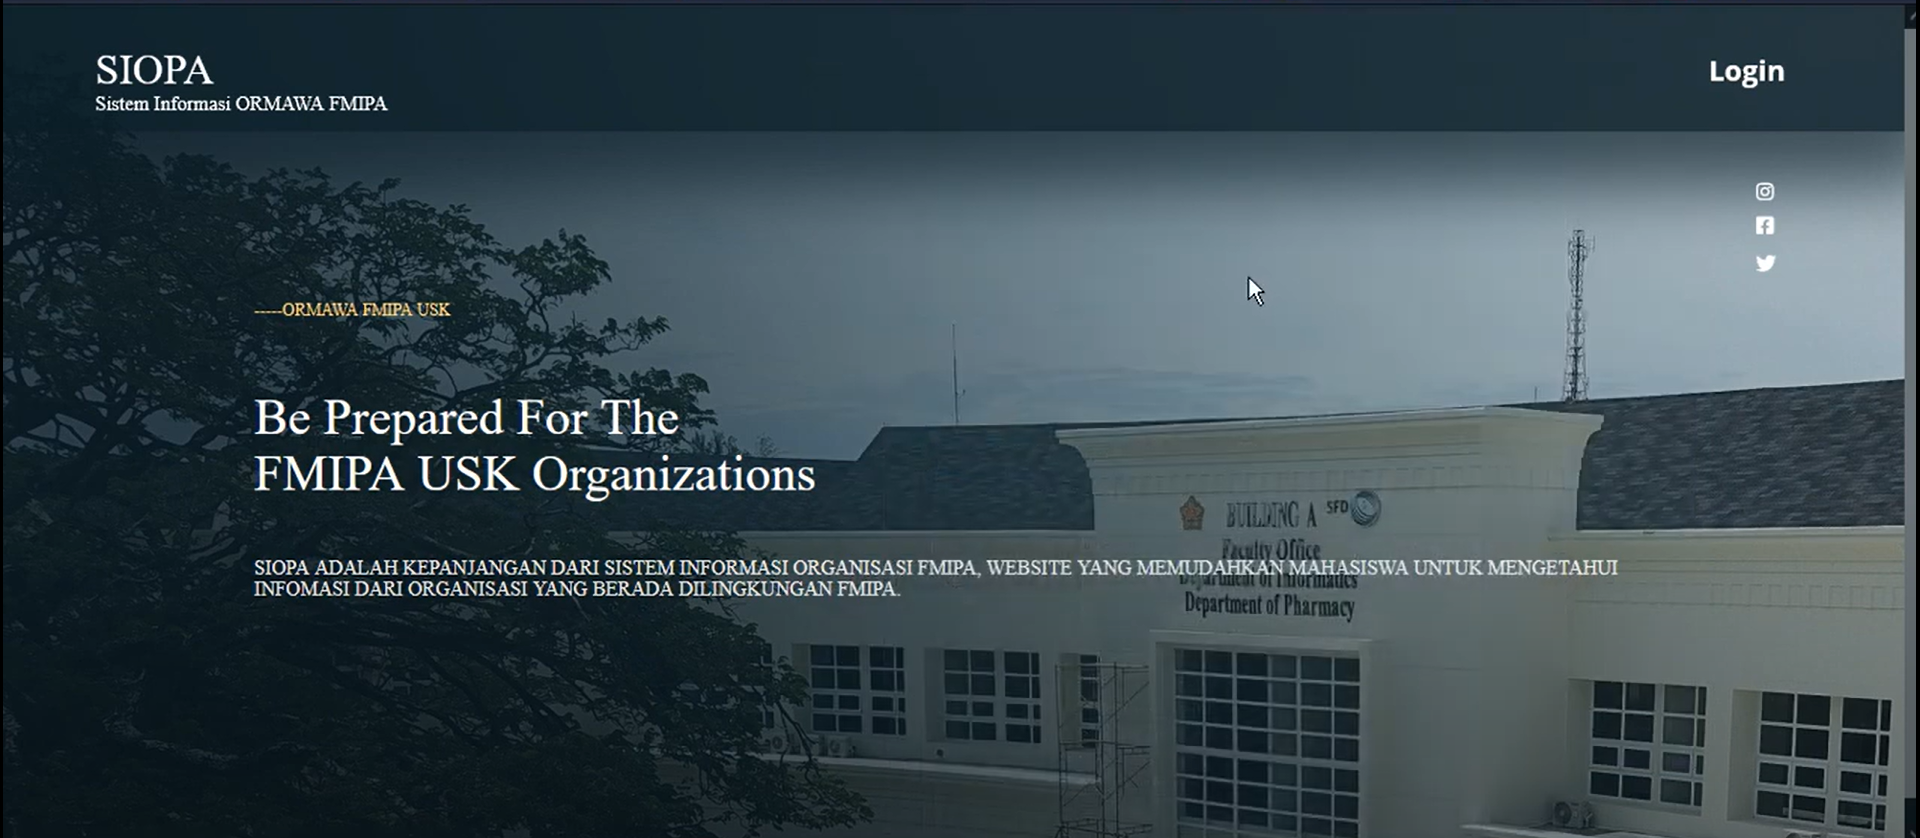 SIOPA
Sistem Informasi ORMAWA FMIPA
Login
-----ORMAWA FMIPA USK
Be Prepared For The
FMIPA USK Organizations
BUILDING A SFD
Faculty Office
SIOPA ADALAH KEPANJANGAN DARI SISTEM INFORMASI ORGANISASI FMIPA, WEBSITE YANG MEMUDAHKAN MAHASISWA UNTUK MENGETAHUI
INFOMASI DARI ORGANISASI YANG BERADA DILINGKUNGAN FMIPA.
Department of Informatics
Department of Pharmacy